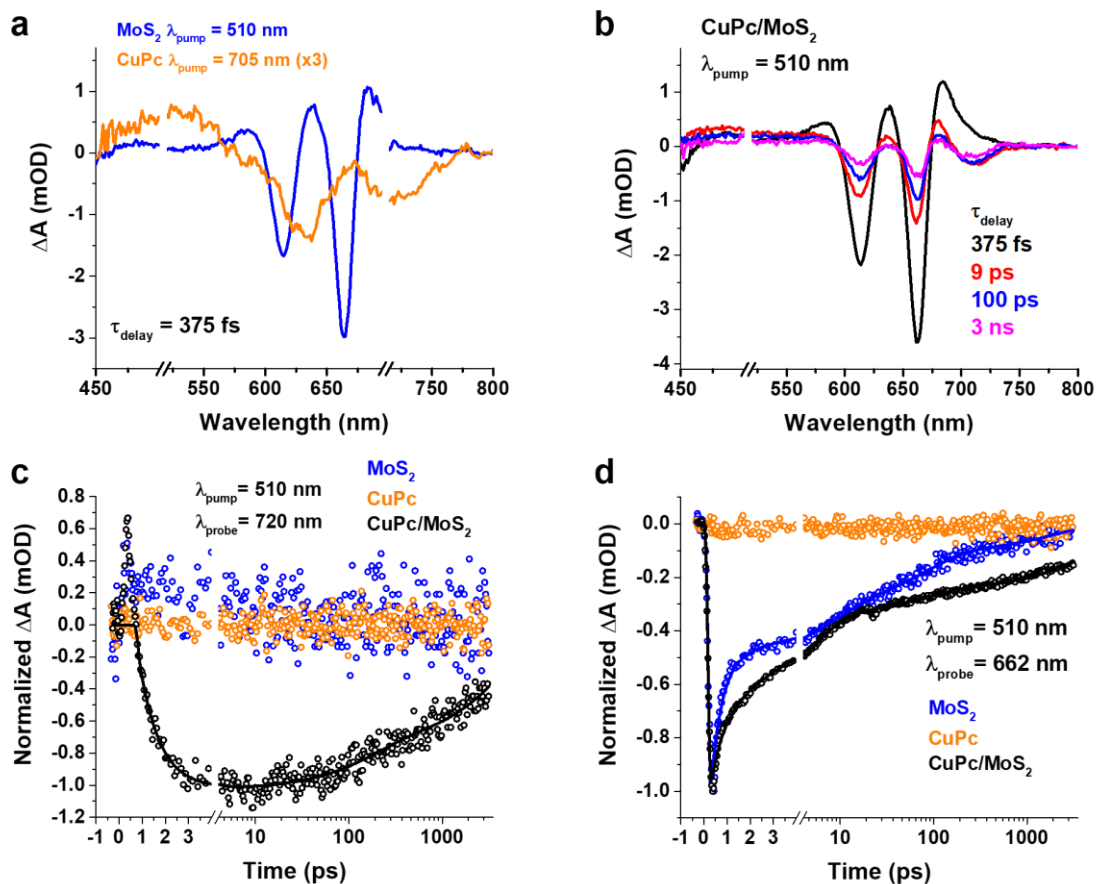 a
MoS₂ λpump = 510 nm
CuPc λpump = 705 nm (x3)
ΔA (mOD)
1
0
-1
-2
-3
τdelay = 375 fs
450 600 650 750 800
Wavelength (nm)
b
CuPc/MoS₂
λpump = 510 nm
ΔA (mOD)
1
0
-1
-2
-3
-4
τdelay
375 fs
9 ps
100 ps
3 ns
450 600 650 700 750 800
Wavelength (nm)
c
λpump = 510 nm
λprobe = 720 nm
MoS₂
CuPc
CuPc/MoS₂
Normalized ΔA (mOD)
0.8
0.6
0.4
0.2
0.0
-0.2
-0.4
-0.6
-0.8
-1.0
-1.2
-1 0 1 2 3 10 100 1000
Time (ps)
d
Normalized ΔA (mOD)
0.0
-0.2
-0.4
-0.6
-0.8
-1.0
λpump = 510 nm
λprobe = 662 nm
MoS₂
CuPc
CuPc/MoS₂
-1 0 1 2 3 10 100 1000
Time (ps)